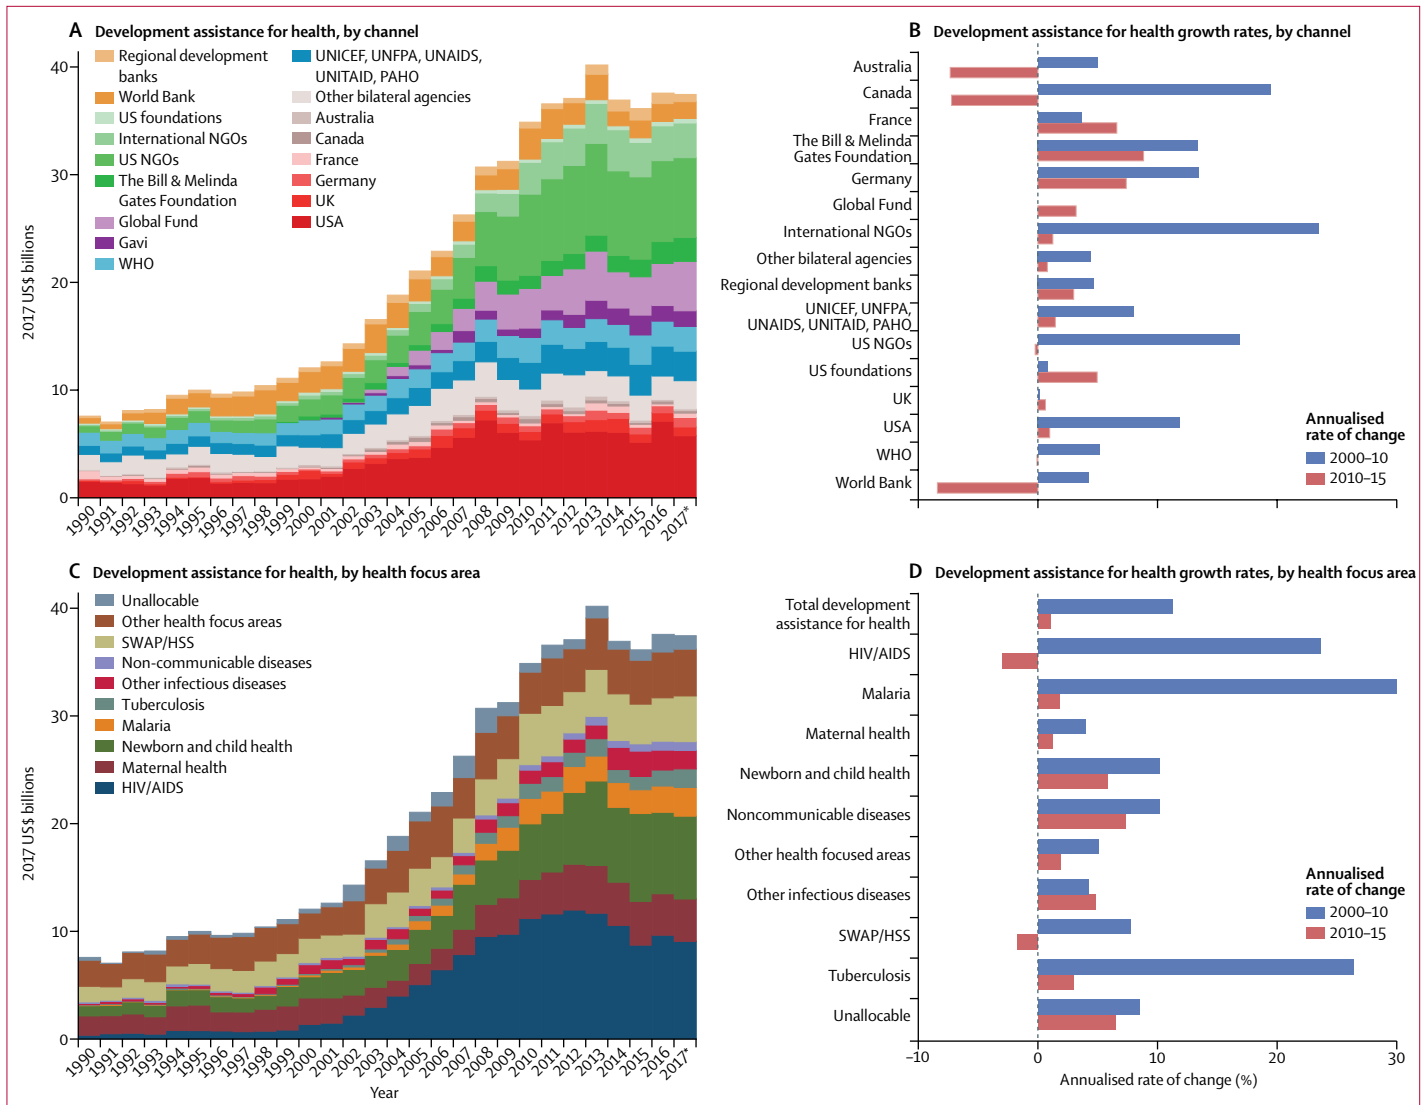 A Development assistance for health, by channel
40
30
20
10
0
2017 US$ billions
Regional development
banks
World Bank
US foundations
International NGOs
US NGOs
The Bill & Melinda
Gates Foundation
Global Fund
Gavi
WHO
UNICEF, UNFPA, UNAIDS,
UNITAID, PAHO
Other bilateral agencies
Australia
Canada
France
Germany
UK
USA
1990
1991
1992
1993
1994
1995
1996
1997
1998
1999
2000
2001
2002
2003
2004
2005
2006
2007
2008
2009
2010
2011
2012
2013
2014
2015
2016
2017*
B Development assistance for health growth rates, by channel
Australia
Canada
France
The Bill & Melinda
Gates Foundation
Germany
Global Fund
International NGOs
Other bilateral agencies
Regional development banks
UNICEF, UNFPA,
UNAIDS, UNITAID, PAHO
US NGOs
US foundations
UK
USA
WHO
World Bank
Annualised
rate of change
2000–10
2010–15
C Development assistance for health, by health focus area
40
30
20
10
0
2017 US$ billions
Unallocable
Other health focus areas
SWAP/HSS
Non-communicable diseases
Other infectious diseases
Tuberculosis
Malaria
Newborn and child health
Maternal health
HIV/AIDS
1990
1991
1992
1993
1994
1995
1996
1997
1998
1999
2000
2001
2002
2003
2004
2005
2006
2007
2008
2009
2010
2011
2012
2013
2014
2015
2016
2017*
Year
D Development assistance for health growth rates, by health focus area
Total development
assistance for health
HIV/AIDS
Malaria
Maternal health
Newborn and child health
Noncommunicable diseases
Other health focused areas
Other infectious diseases
SWAP/HSS
Tuberculosis
Unallocable
Annualised
rate of change
2000–10
2010–15
–10
0
10
20
30
Annualised rate of change (%)